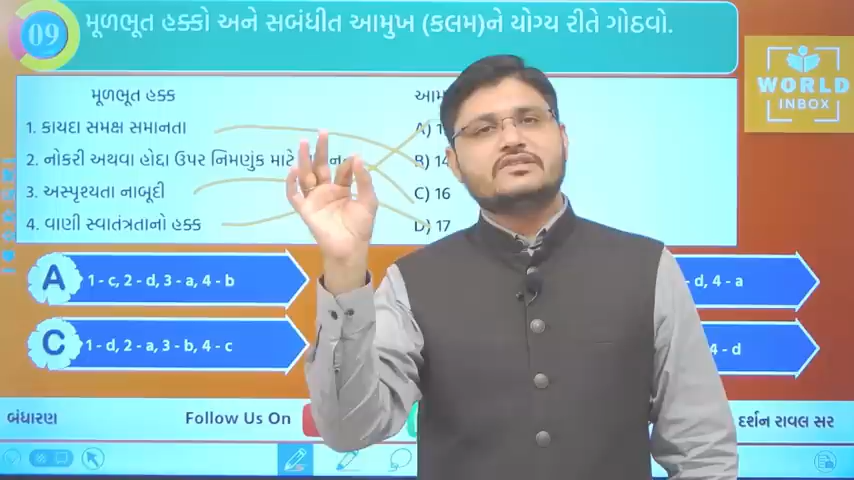 09
મૂળભૂત હક્કો અને સબંધીત આમુખ (કલમ)ને યોગ્ય રીતે ગોઠવો.
WORLD
INBOX
મૂળભૂત હક્ક
1. કાયદા સમક્ષ સમાનતા
2. નોકરી અથવા હોદ્દા ઉપર નિમણુંક માટે
B) 14
3. અસ્પૃશ્યતા નાબૂદી
C) 16
4. વાણી સ્વાતંત્રતાનો હક્ક
D) 17
A 1 - c, 2 - d, 3 - a, 4 - b
- d, 4 - a
C 1 - d, 2 - a, 3 - b, 4 - c
4 - d
બંધારણ
Follow Us On
દર્શન રાવલ સર